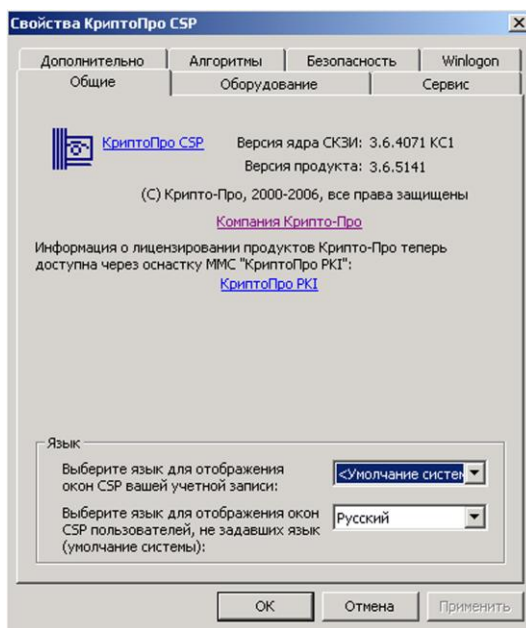 Свойства КриптоПро CSP
Дополнительно Алгоритмы Безопасность Winlogon
Общие Оборудование Сервис
КриптоПро CSP Версия ядра СКЗИ: 3.6.4071 КС1
Версия продукта: 3.6.5141
(C) Крипто-Про, 2000-2006, все права защищены
Компания Крипто-Про
Информация о лицензировании продуктов Крипто-Про теперь
доступна через оснастку ММС "КриптоПро PKI":
КриптоПро PKI
Язык
Выберите язык для отображения
окон CSP вашей учетной записи:
<Умолчание систем
Выберите язык для отображения окон
CSP пользователей, не задавших язык
(умолчание системы):
Русский
OK Отмена Применить